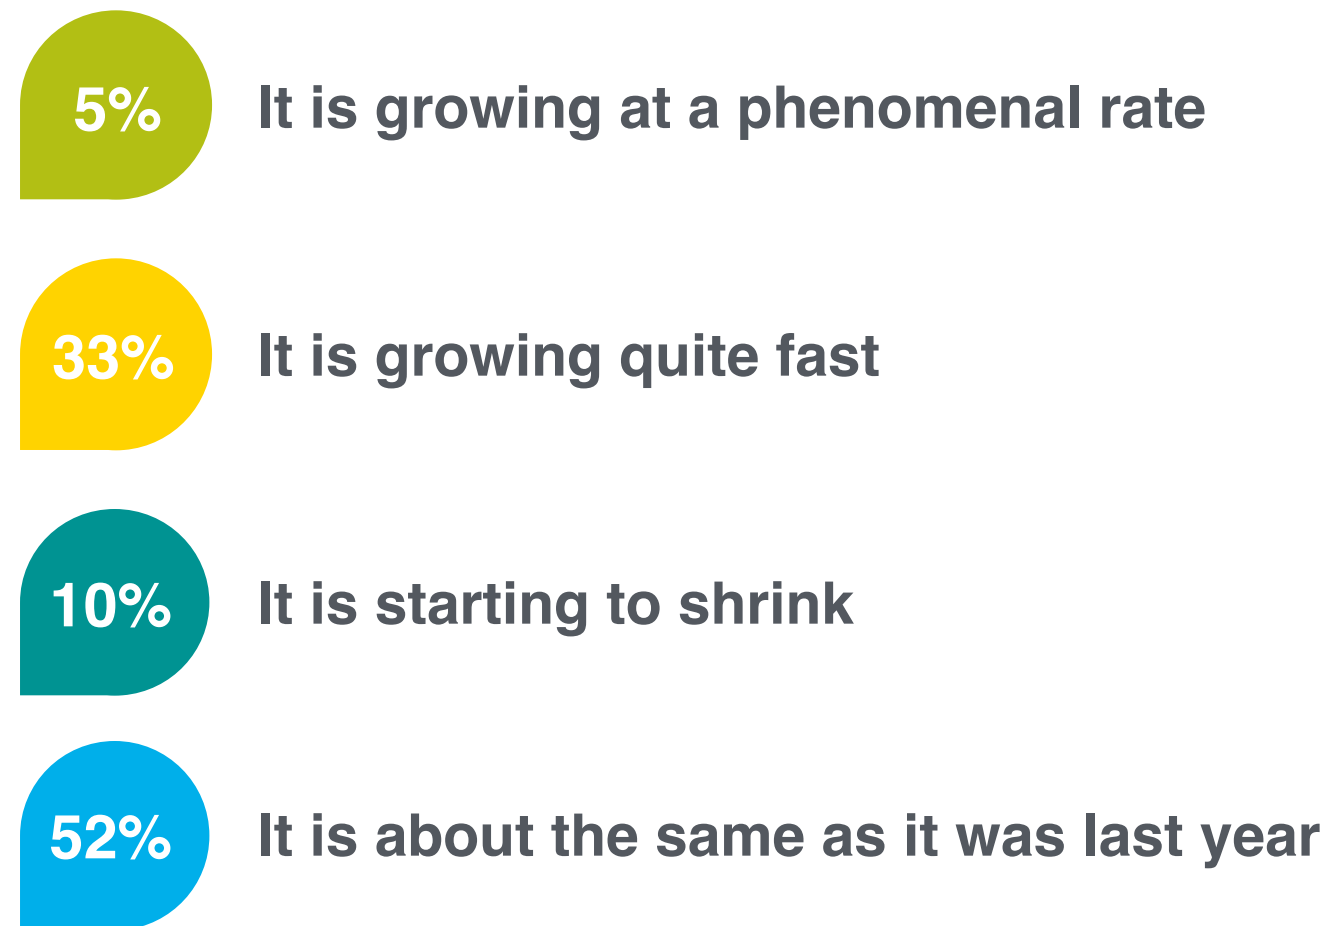 5% It is growing at a phenomenal rate
33% It is growing quite fast
10% It is starting to shrink
52% It is about the same as it was last year